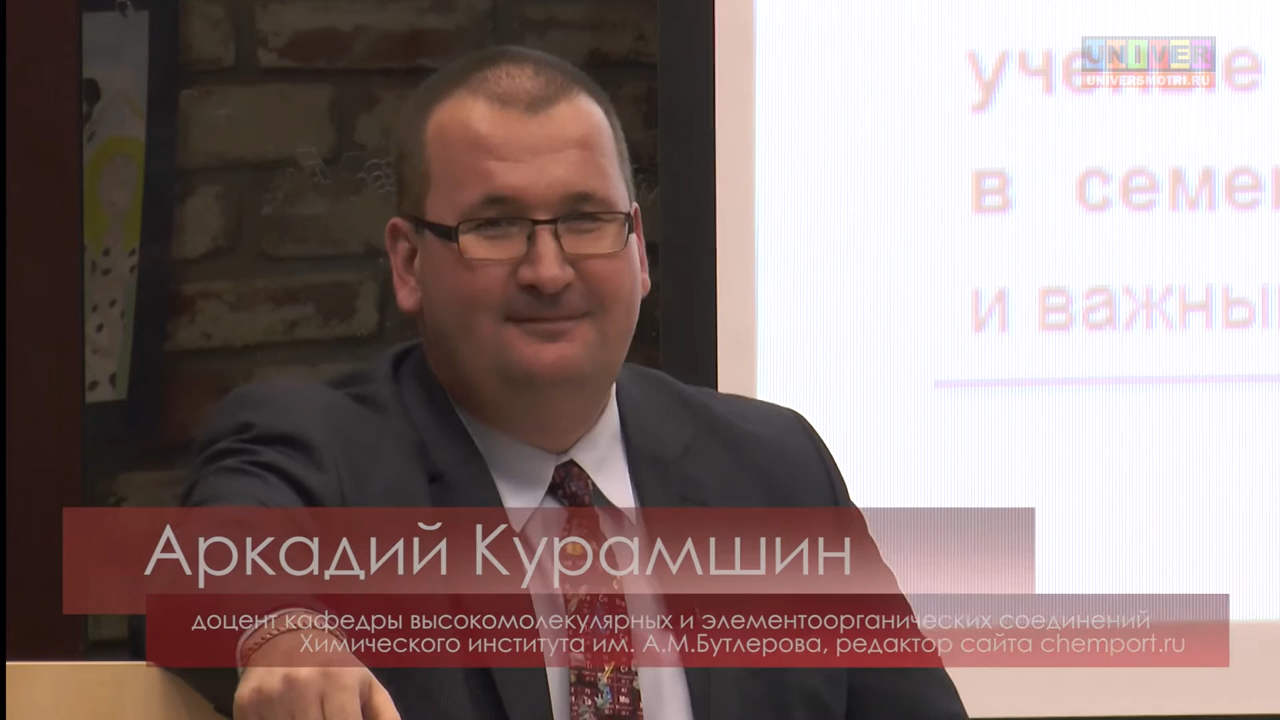 UNIVER
UNIVERSMOTRI.RU
ученые
в семе
и важны
Аркадий Курамшин
доцент кафедры высокомолекулярных и элементоорганических соединений
Химического института им. А.М.Бутлерова, редактор сайта chemport.ru